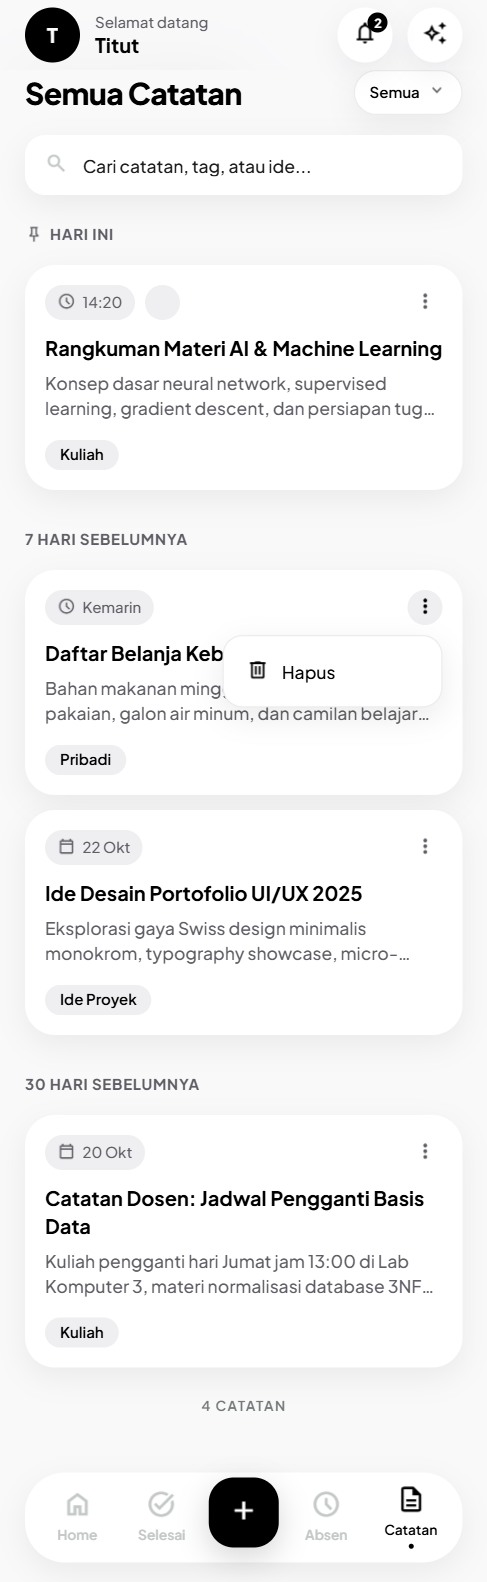 T
Selamat datang
Titut
2
Semua Catatan
Semua
Cari catatan, tag, atau ide...
HARI INI
14:20
Rangkuman Materi AI & Machine Learning
Konsep dasar neural network, supervised
learning, gradient descent, dan persiapan tug…
Kuliah
7 HARI SEBELUMNYA
Kemarin
Daftar Belanja Keb
Hapus
Bahan makanan ming
pakaian, galon air minum, dan camilan belajar…
Pribadi
22 Okt
Ide Desain Portofolio UI/UX 2025
Eksplorasi gaya Swiss design minimalis
monokrom, typography showcase, micro-…
Ide Proyek
30 HARI SEBELUMNYA
20 Okt
Catatan Dosen: Jadwal Pengganti Basis
Data
Kuliah pengganti hari Jumat jam 13:00 di Lab
Komputer 3, materi normalisasi database 3NF…
Kuliah
4 CATATAN
Home
Selesai
+
Absen
Catatan